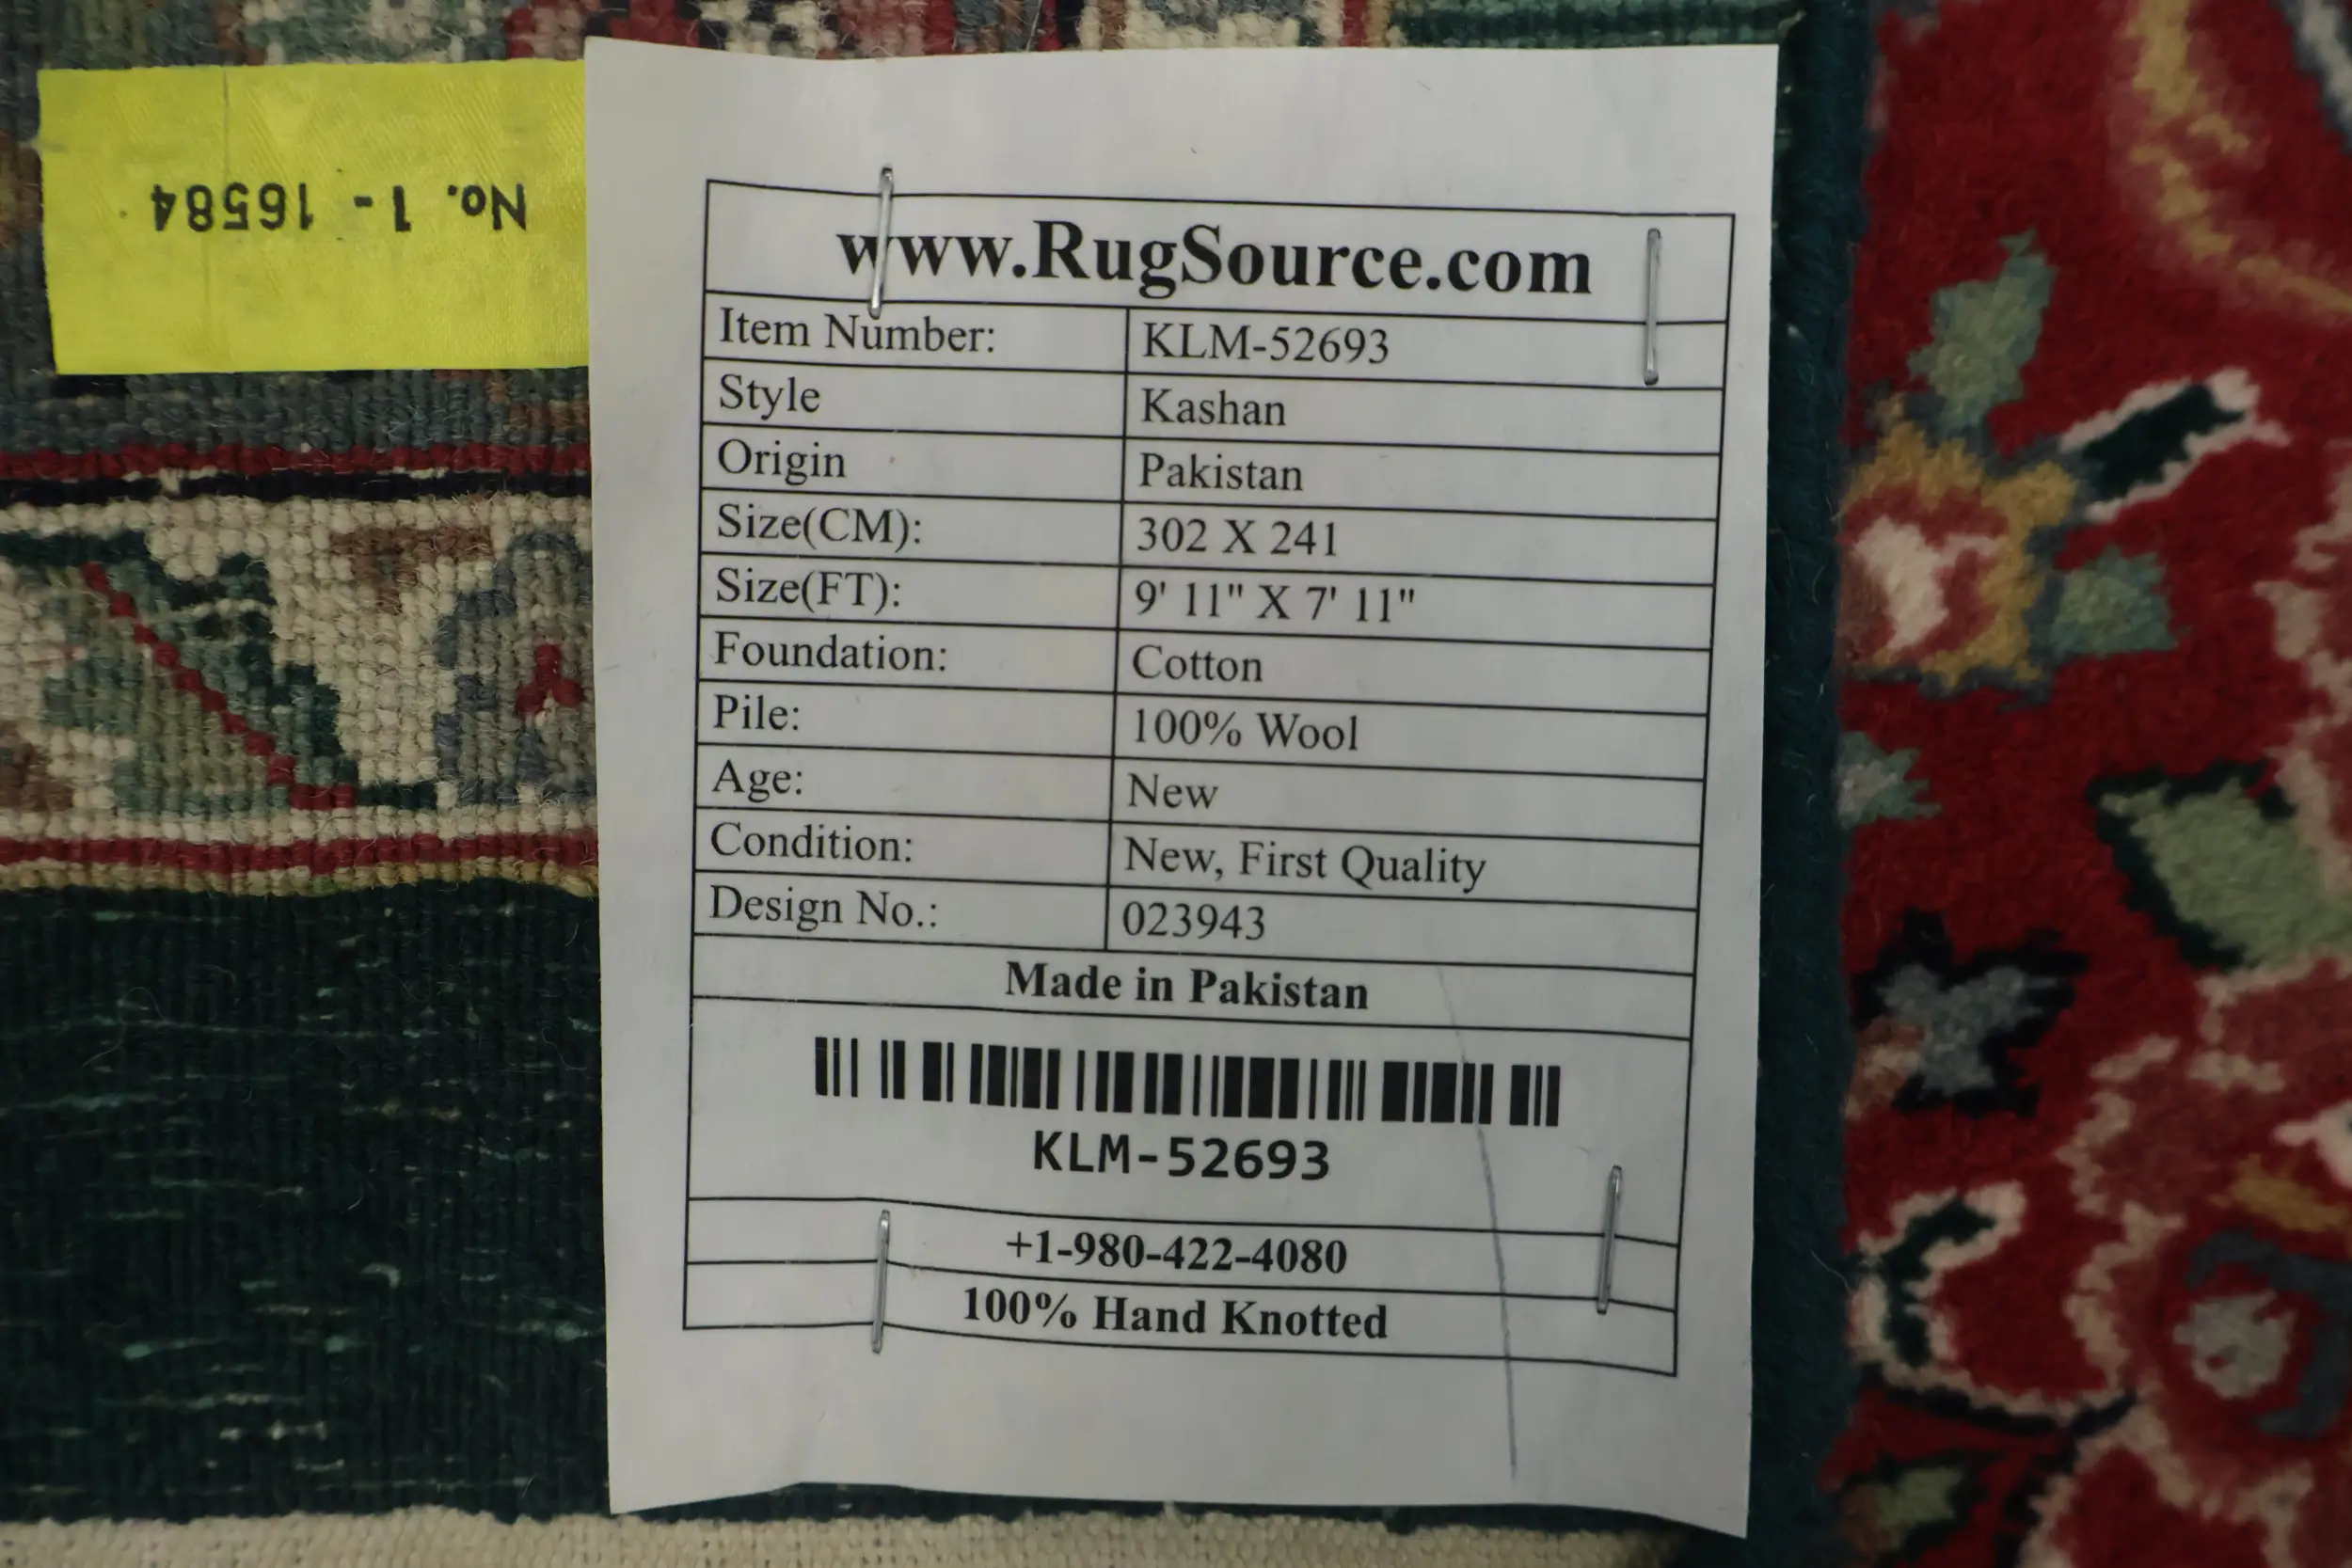 No. 1 - 16584
www.RugSource.com
Item Number: KLM-52693
Style Kashan
Origin Pakistan
Size(CM): 302 X 241
Size(FT): 9' 11" X 7' 11"
Foundation: Cotton
Pile: 100% Wool
Age: New
Condition: New, First Quality
Design No.: 023943
Made in Pakistan
KLM-52693
+1-980-422-4080
100% Hand Knotted